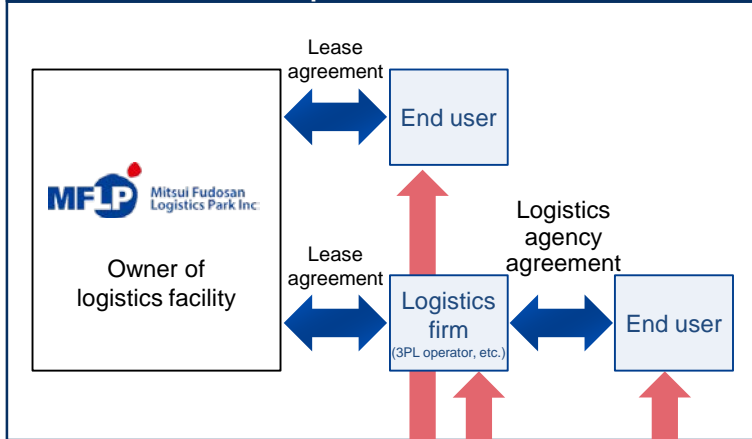 Lease
agreement
End user
MFLP
Mitsui Fudosan
Logistics Park Inc.
Owner of
logistics facility
Lease
agreement
Logistics
firm
(3PL operator, etc.)
Logistics
agency
agreement
End user